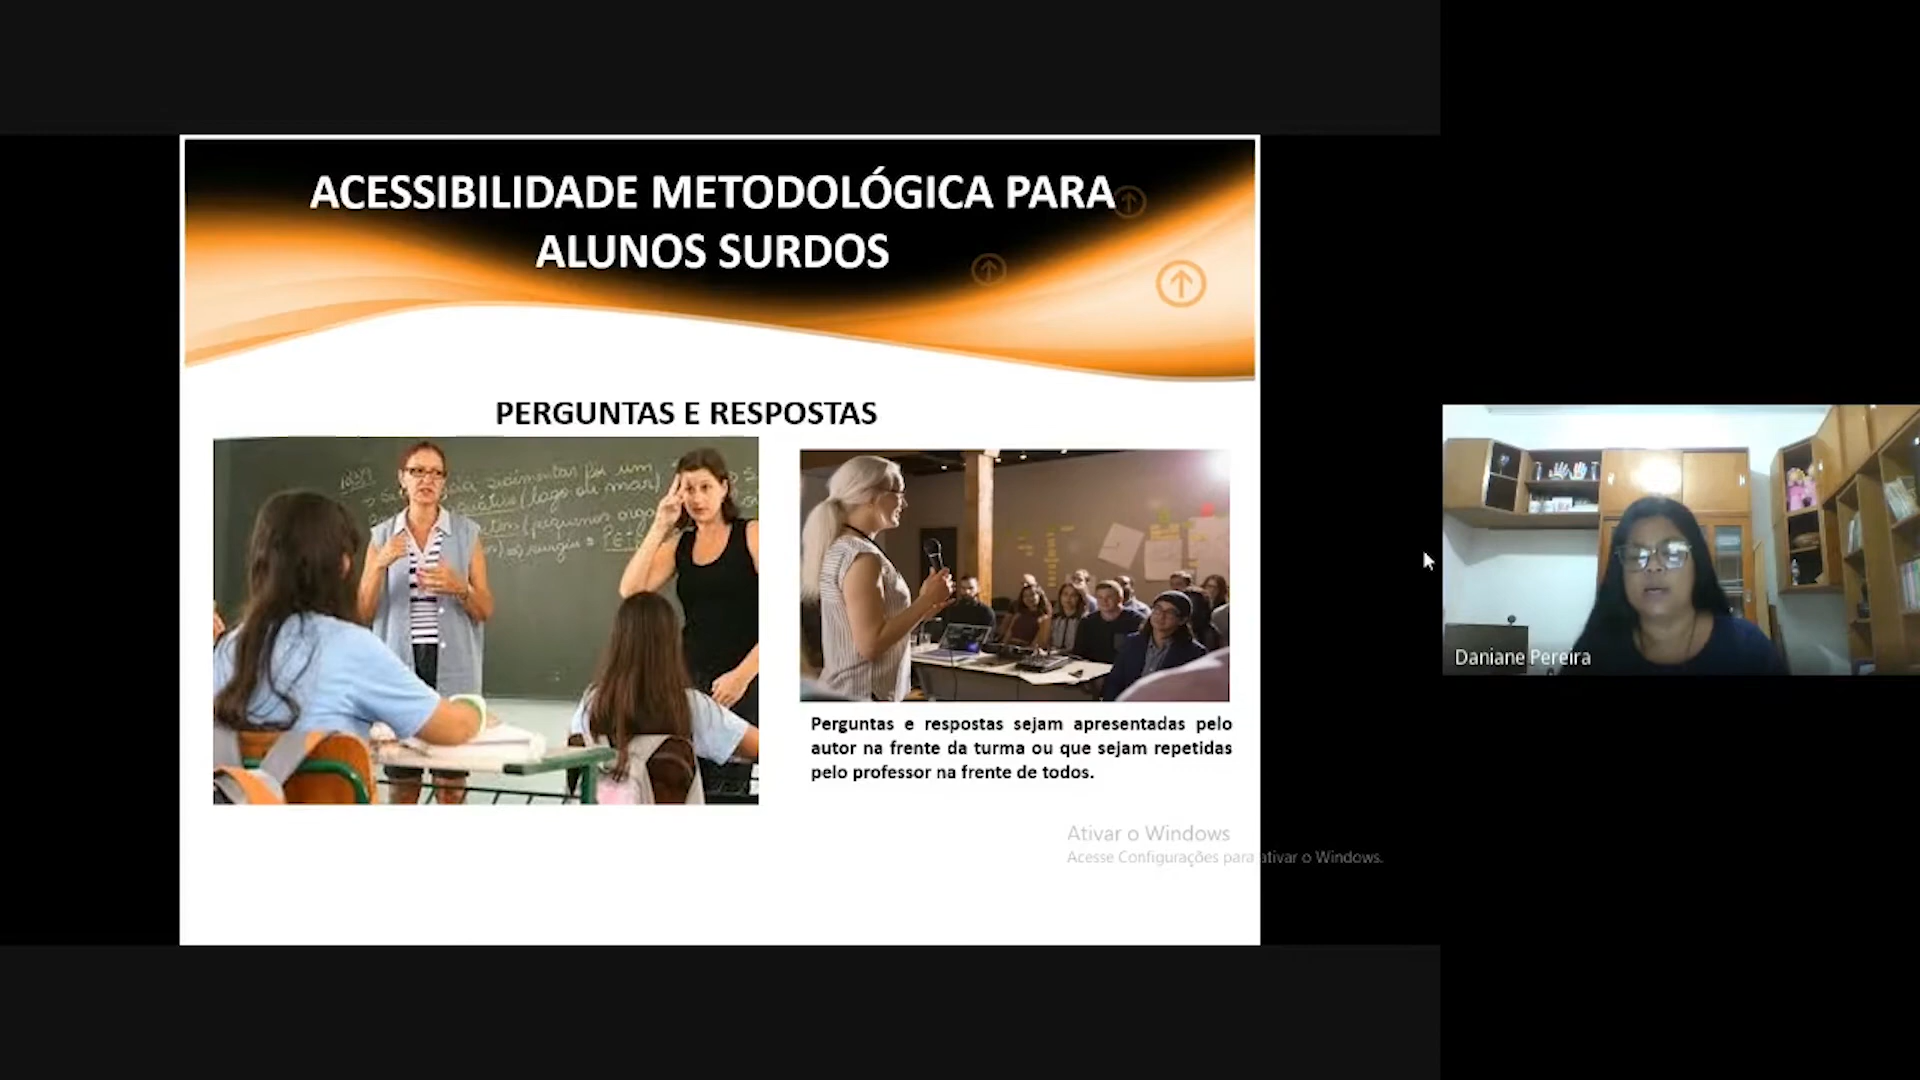 ACESSIBILIDADE METODOLÓGICA PARA
ALUNOS SURDOS
PERGUNTAS E RESPOSTAS
Perguntas e respostas sejam apresentadas pelo
autor na frente da turma ou que sejam repetidas
pelo professor na frente de todos.
Ativar o Windows
Acesse Configurações para ativar o Windows.
Daniane Pereira